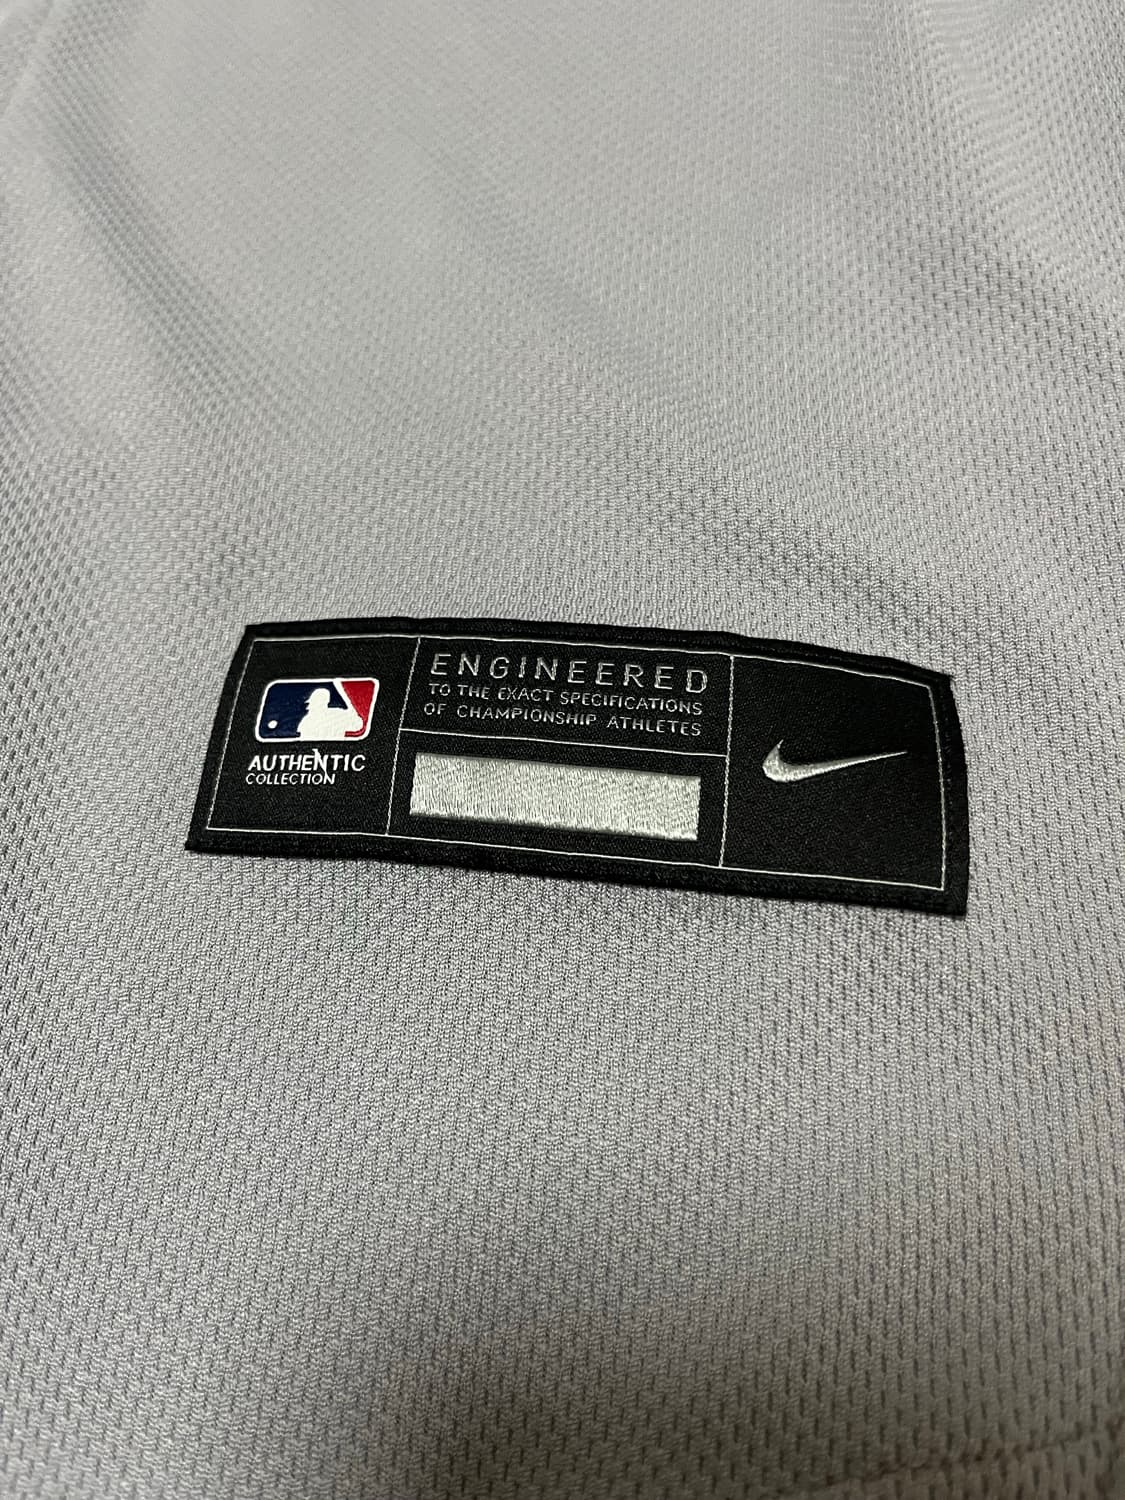 ENGINEERED
TO THE EXACT SPECIFICATIONS
OF CHAMPIONSHIP ATHLETES
AUTHENTIC
COLLECTION